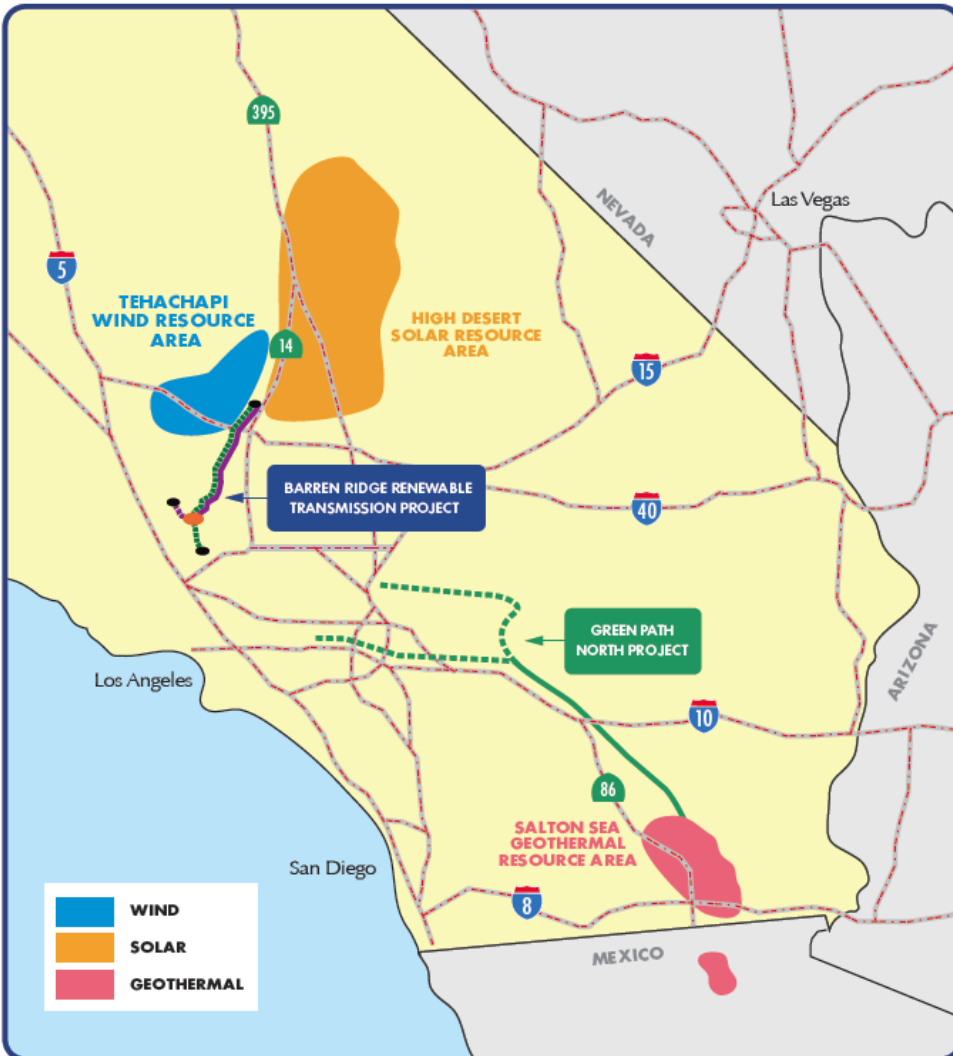 395
NEVADA
Las Vegas
5
TEHACHAPI
WIND RESOURCE
AREA
HIGH DESERT
SOLAR RESOURCE
AREA
14
15
BARREN RIDGE RENEWABLE
TRANSMISSION PROJECT
40
GREEN PATH
NORTH PROJECT
ARIZONA
Los Angeles
10
86
SALTON SEA
GEOTHERMAL
RESOURCE AREA
San Diego
8
WIND
SOLAR
GEOTHERMAL
MEXICO